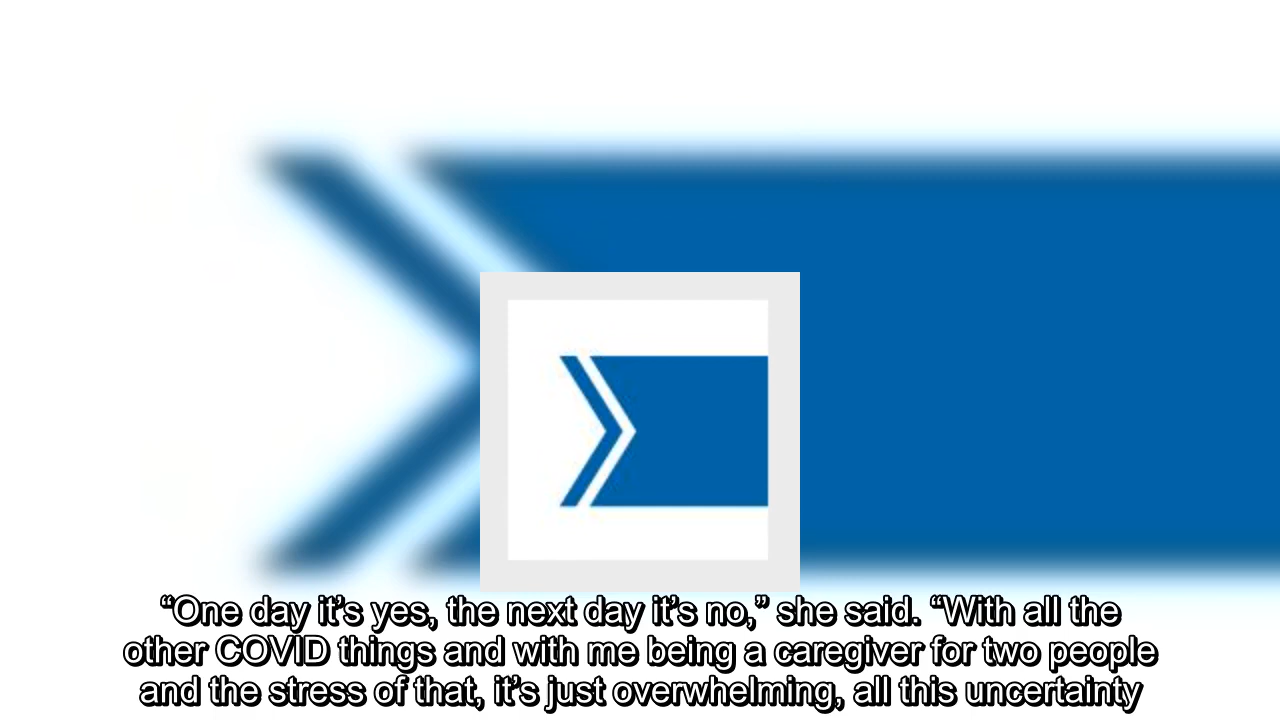 “One day it’s yes, the next day it’s no,” she said. “With all the
other COVID things and with me being a caregiver for two people
and the stress of that, it’s just overwhelming, all this uncertainty